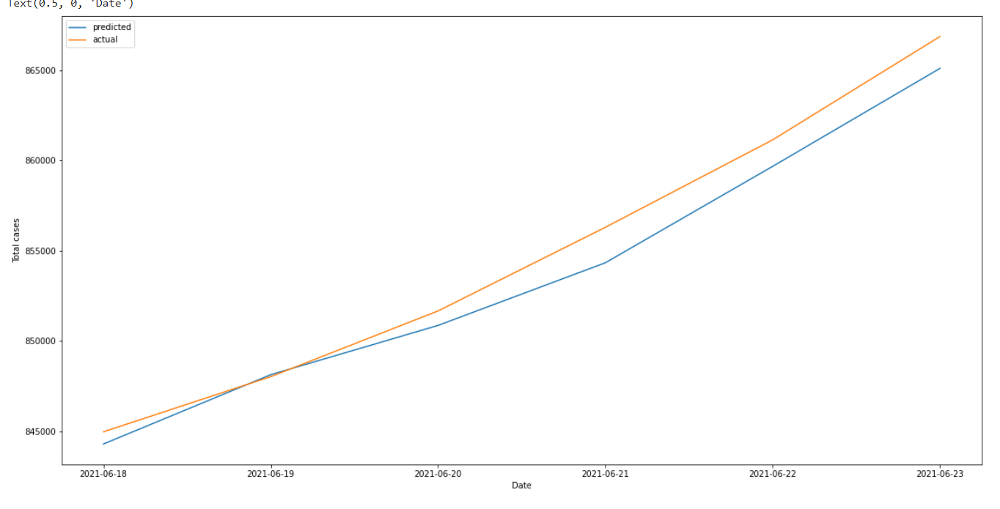 Text(0.5, 0, 'Date')
predicted
actual
865000
860000
855000
850000
845000
Total cases
2021-06-18 2021-06-19 2021-06-20 2021-06-21 2021-06-22 2021-06-23
Date